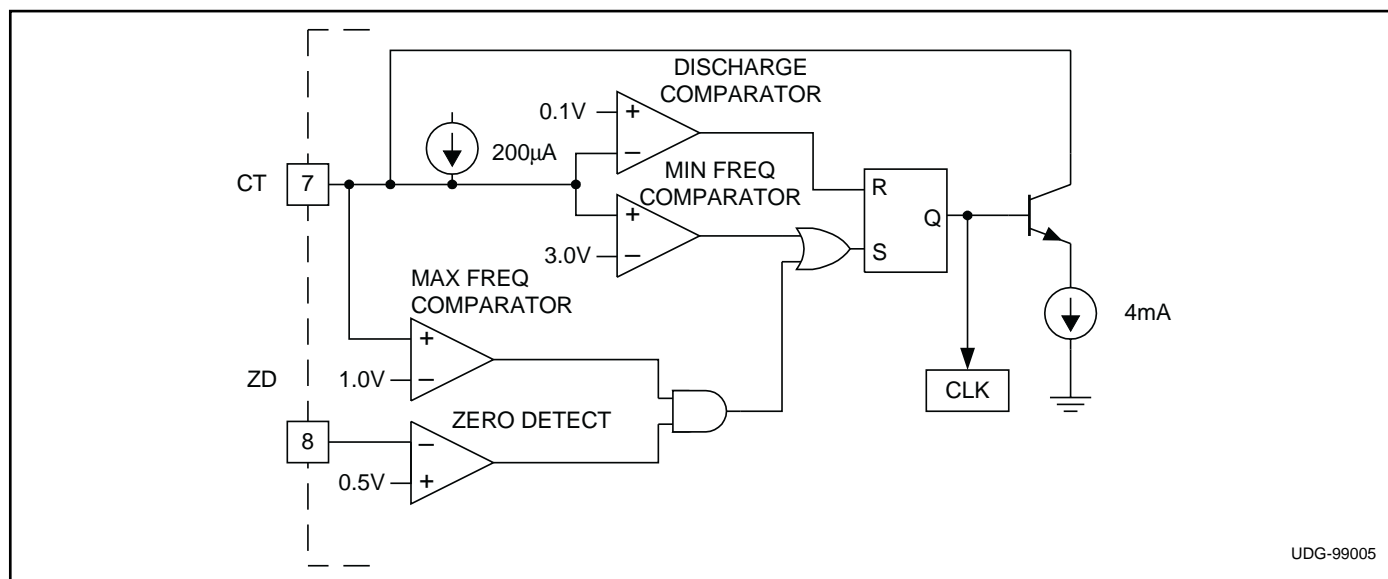 DISCHARGE
COMPARATOR
0.1V
+
−
200µA
CT
7
MIN FREQ
COMPARATOR
+
3.0V
−
R
Q
S
MAX FREQ
COMPARATOR
+
1.0V
−
4mA
ZD
CLK
8
ZERO DETECT
−
0.5V
+
UDG-99005